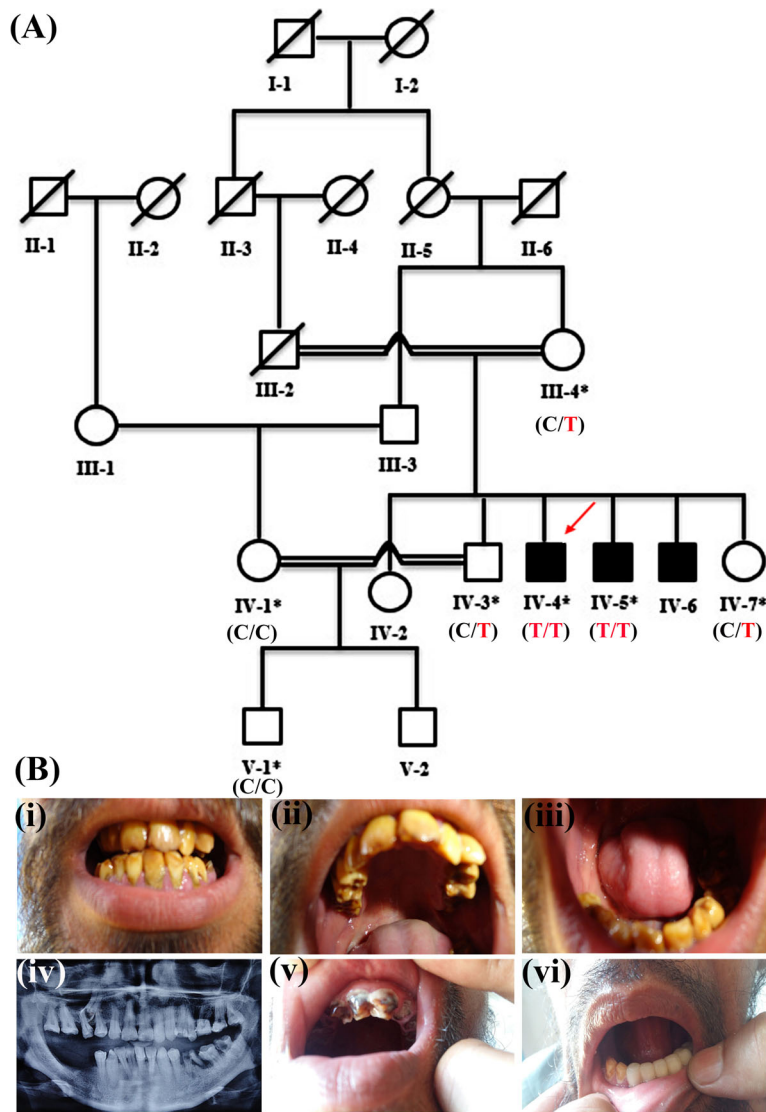 (A)
I-1 I-2
II-1 II-2 II-3 II-4 II-5 II-6
III-2 III-4*
(C/T)
III-1 III-3
IV-1* IV-2 IV-3* IV-4* IV-5* IV-6 IV-7*
(C/C) (C/T) (T/T) (T/T) (C/T)
V-1* V-2
(C/C)
(B)
(i) (ii) (iii)
(iv) (v) (vi)